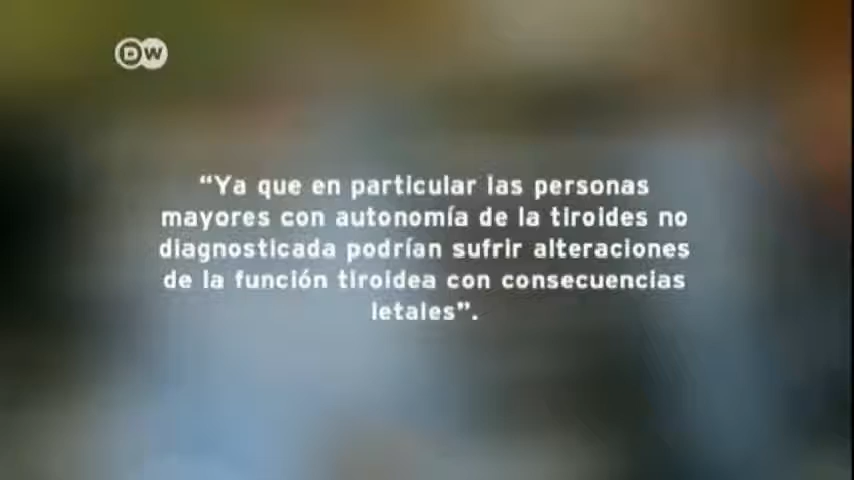 DW
“Ya que en particular las personas
mayores con autonomía de la tiroides no
diagnosticada podrían sufrir alteraciones
de la función tiroidea con consecuencias
letales”.